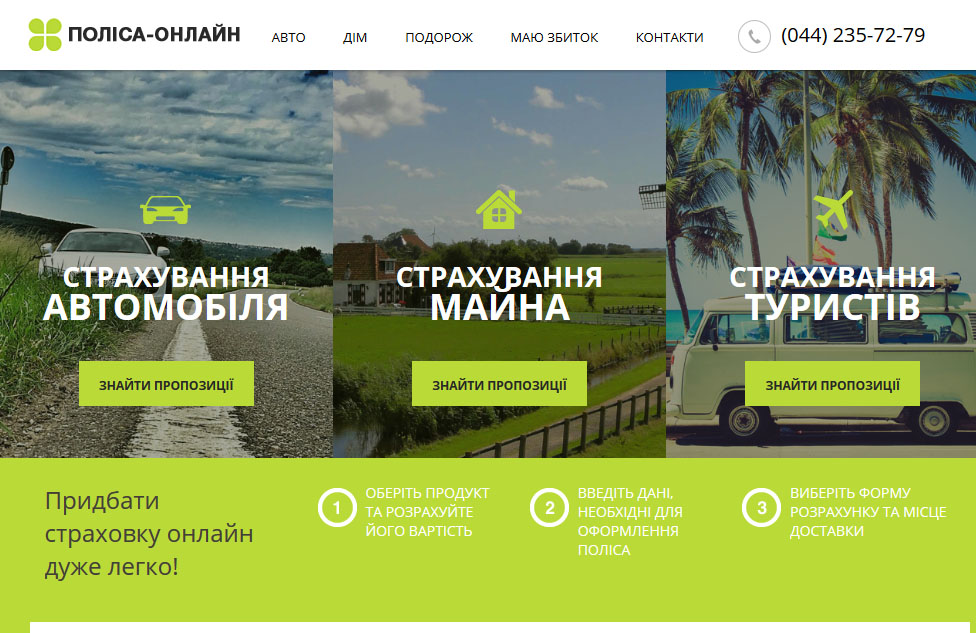 ПОЛІСА-ОНЛАЙН
АВТО ДІМ ПОДОРОЖ МАЮ ЗБИТОК КОНТАКТИ (044) 235-72-79
СТРАХУВАННЯ
АВТОМОБІЛЯ
ЗНАЙТИ ПРОПОЗИЦІЇ
СТРАХУВАННЯ
МАЙНА
ЗНАЙТИ ПРОПОЗИЦІЇ
СТРАХУВАННЯ
ТУРИСТІВ
ЗНАЙТИ ПРОПОЗИЦІЇ
Придбати
страховку онлайн
дуже легко!
1
ОБЕРІТЬ ПРОДУКТ
ТА РОЗРАХУЙТЕ
ЙОГО ВАРТІСТЬ
2
ВВЕДІТЬ ДАНІ,
НЕОБХІДНІ ДЛЯ
ОФОРМЛЕННЯ
ПОЛІСА
3
ВИБЕРІТЬ ФОРМУ
РОЗРАХУНКУ ТА МІСЦЕ
ДОСТАВКИ